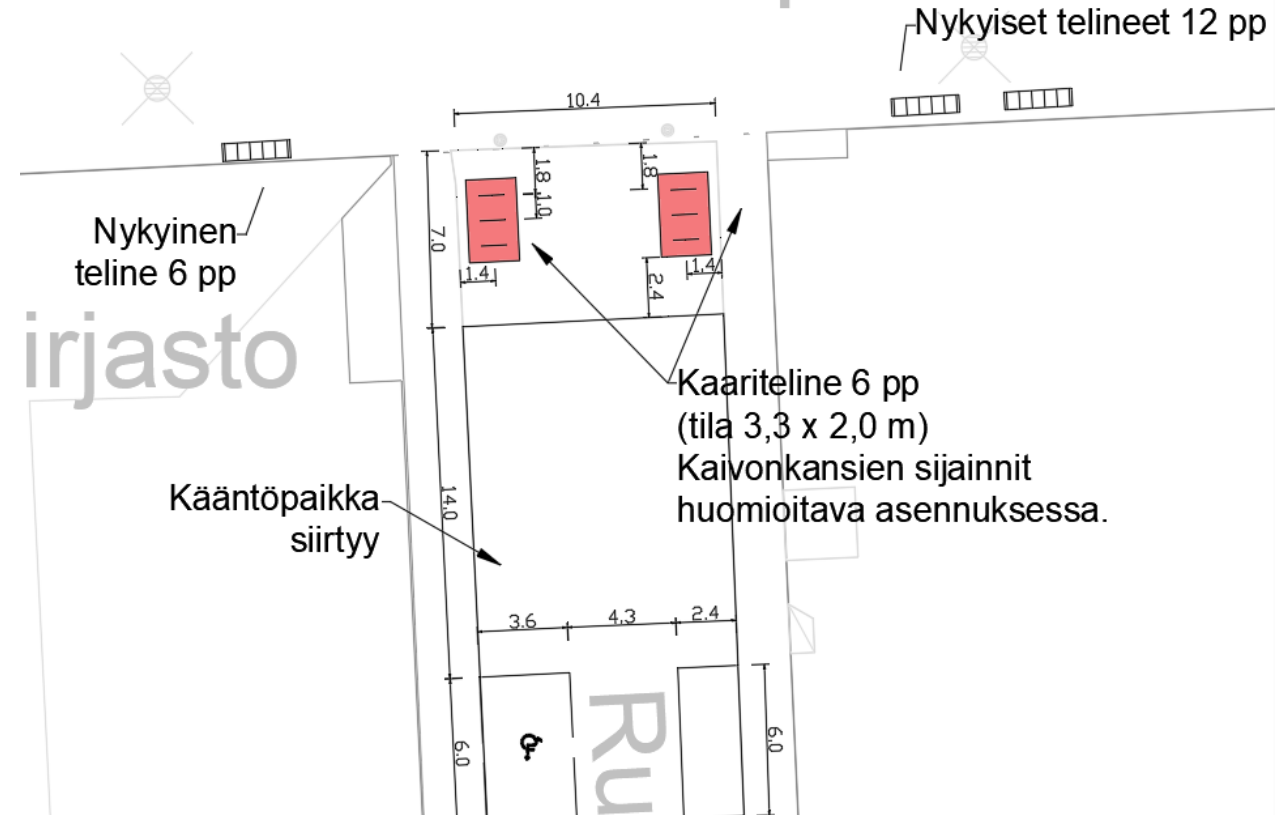 Nykyiset telineet 12 pp
10.4
1.8
1.8
1.0
Nykyinen
teline 6 pp
7.0
1.4
1.4
2.4
irjasto
Kaariteline 6 pp
(tila 3,3 x 2,0 m)
Kaivonkansien sijainnit
huomioitava asennuksessa.
Kääntöpaikka
siirtyy
14.0
3.6
4.3
2.4
Ru
6.0
6.0